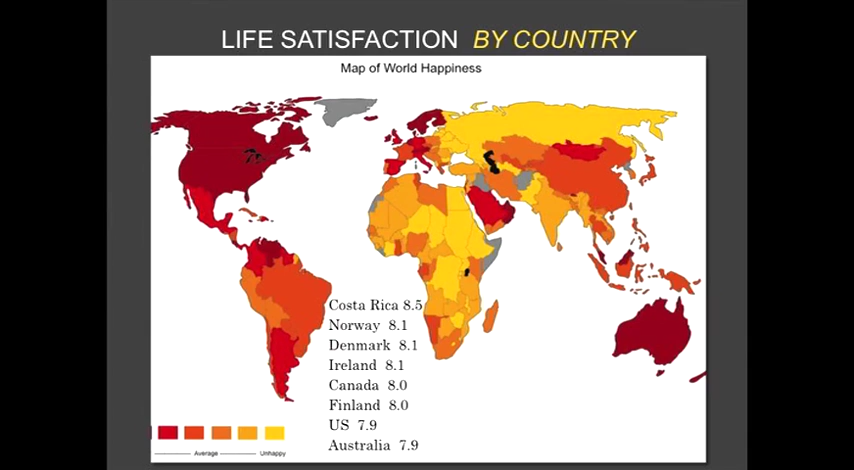 LIFE SATISFACTION BY COUNTRY
Map of World Happiness
Costa Rica 8.5
Norway 8.1
Denmark 8.1
Ireland 8.1
Canada 8.0
Finland 8.0
US 7.9
Australia 7.9
Average Unhappy